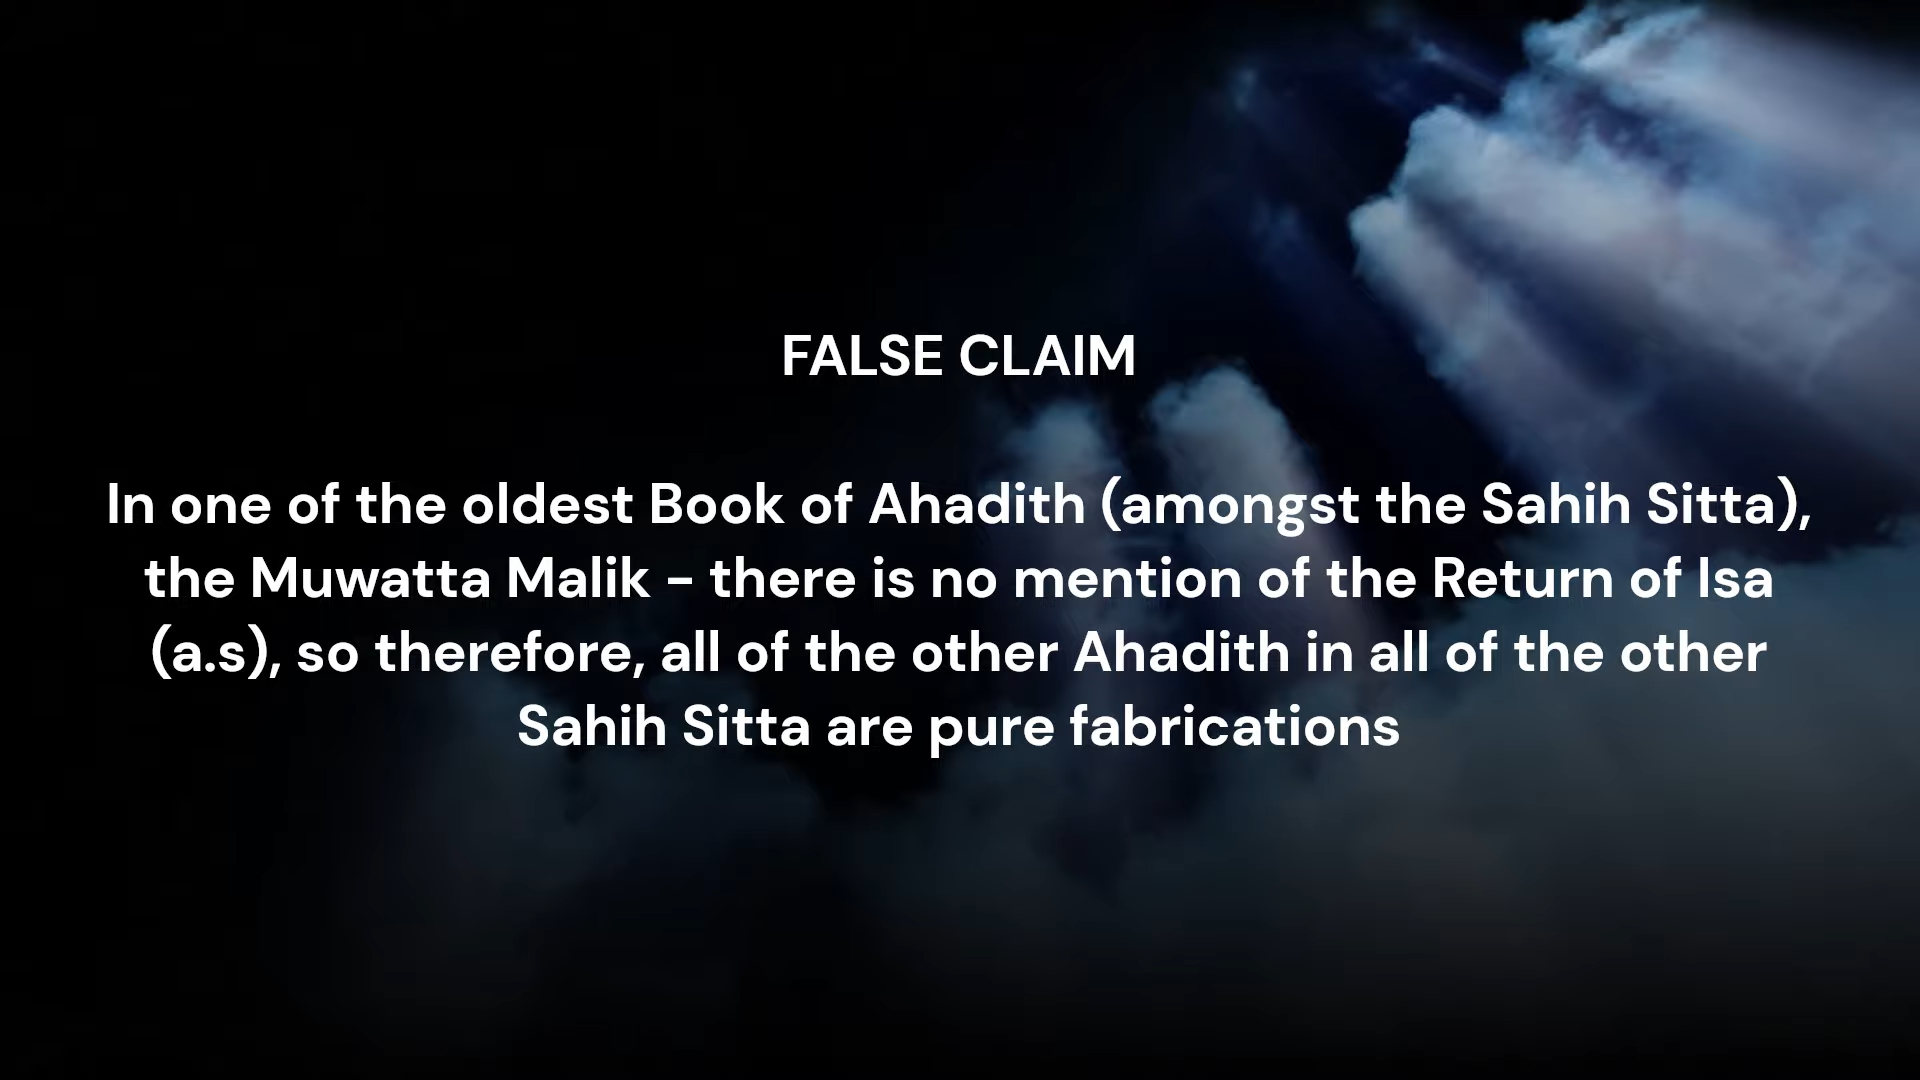 FALSE CLAIM
In one of the oldest Book of Ahadith (amongst the Sahih Sitta),
the Muwatta Malik – there is no mention of the Return of Isa
(a.s), so therefore, all of the other Ahadith in all of the other
Sahih Sitta are pure fabrications